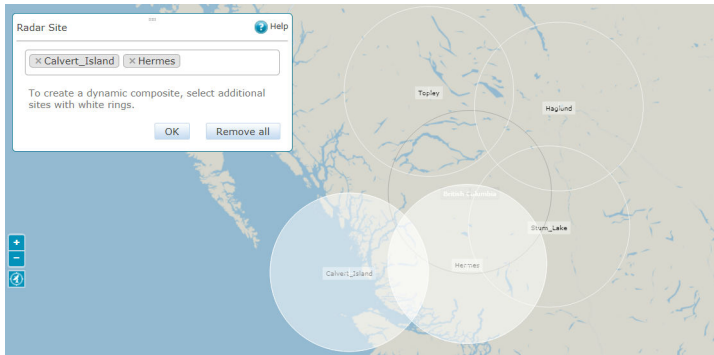 Radar Site
? Help
× Calvert_Island × Hermes
To create a dynamic composite, select additional
sites with white rings.
OK Remove all
Topley
Haglund
Stum_Lake
Hermes
Calvert_Island
+
−